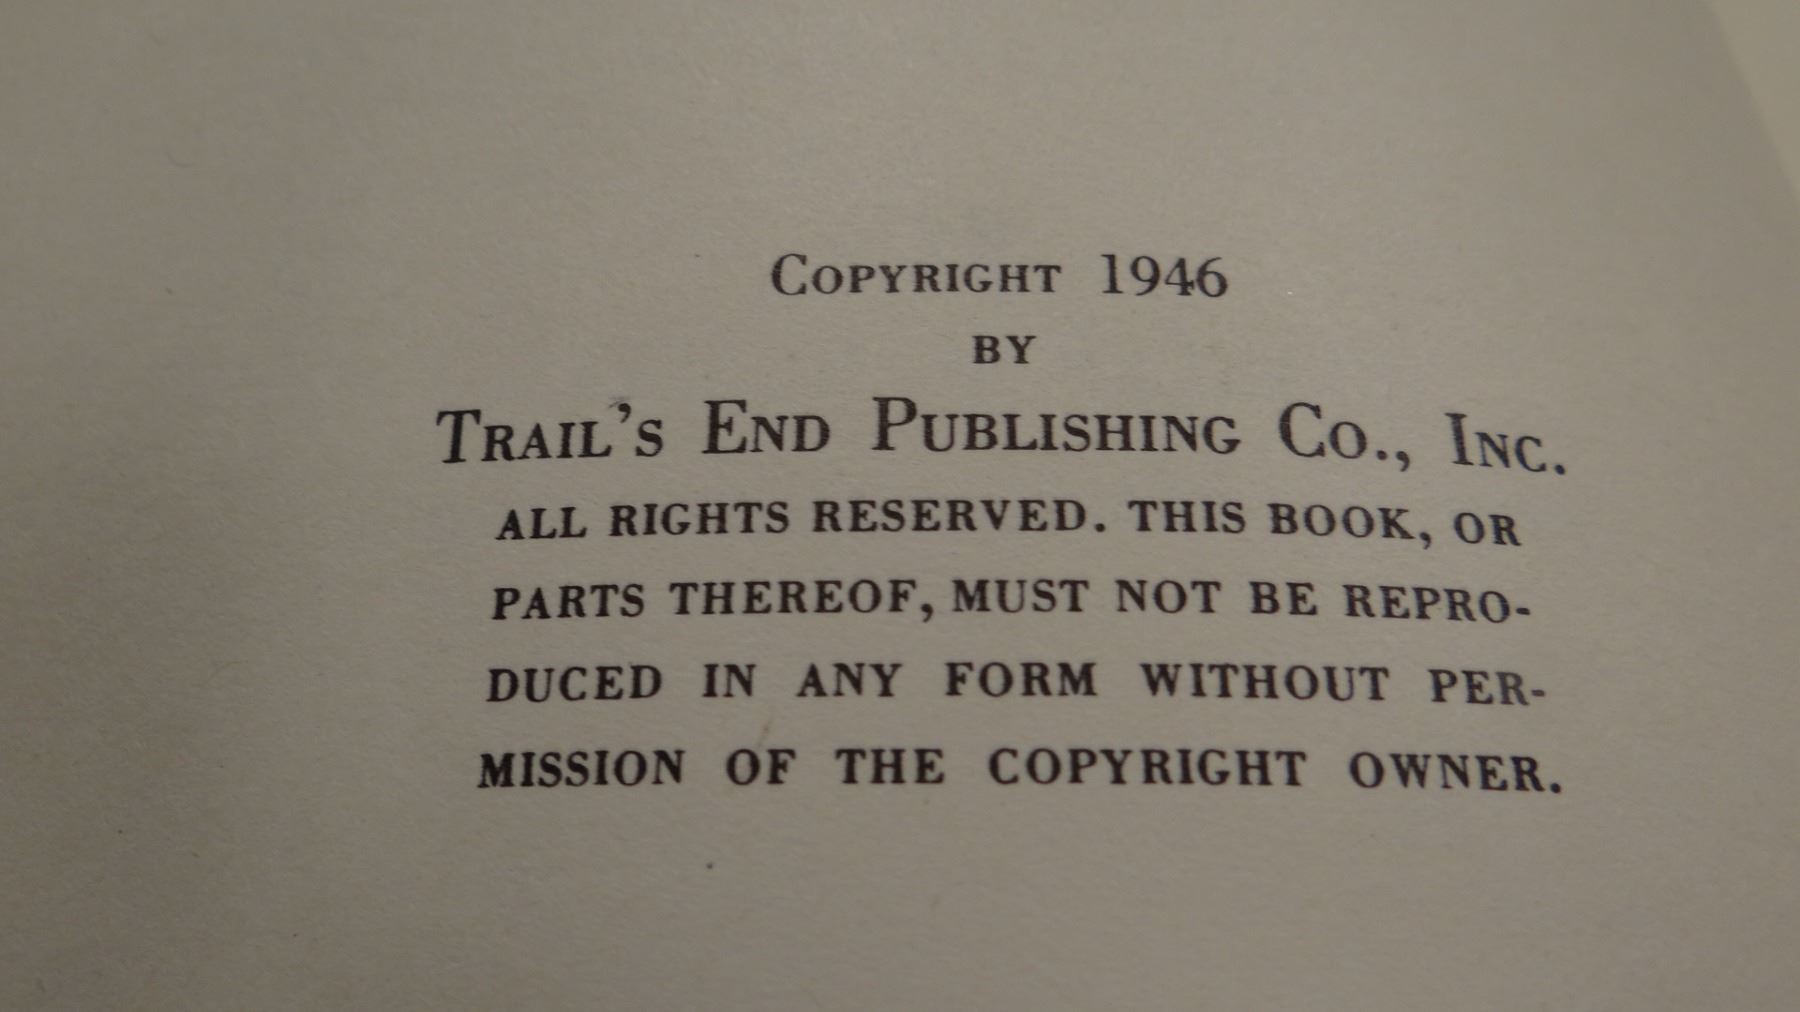 Copyright 1946
by
Trail's End Publishing Co., Inc.
all rights reserved. this book, or
parts thereof, must not be repro-
duced in any form without per-
mission of the copyright owner.